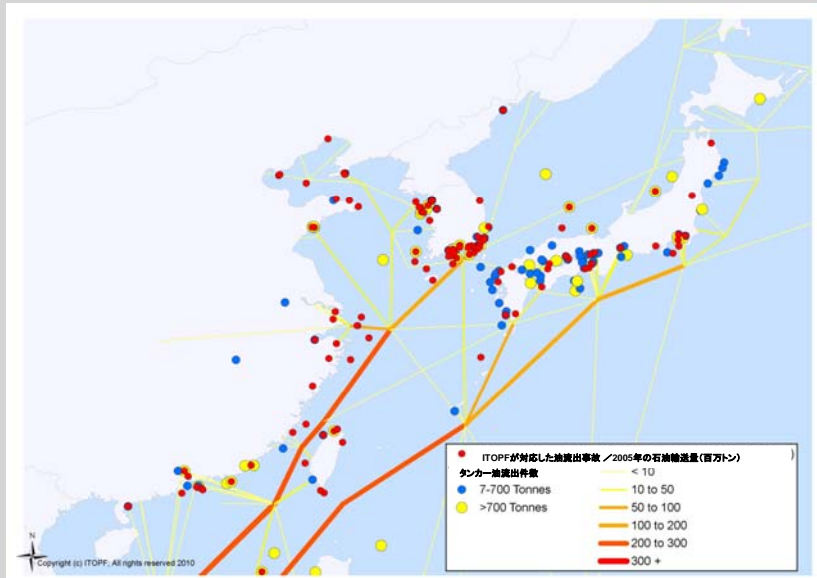 ITOPFが対応した油流出事故 ／2005年の石油輸送量（百万トン）
)
タンカー油流出件数
< 10
7-700 Tonnes
10 to 50
>700 Tonnes
50 to 100
100 to 200
200 to 300
300 +
N
Copyright (c) ITOPF, All rights reserved 2010